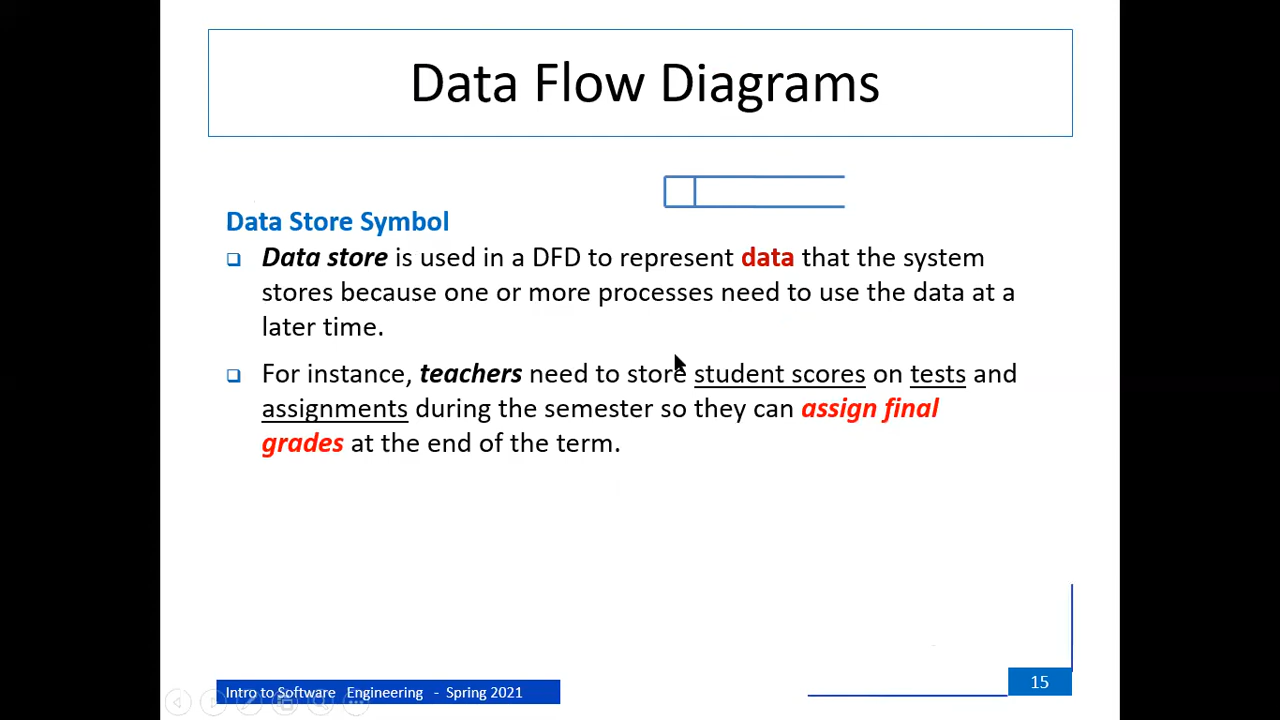 Data Flow Diagrams
Data Store Symbol
Data store is used in a DFD to represent data that the system
stores because one or more processes need to use the data at a
later time.
For instance, teachers need to store student scores on tests and
assignments during the semester so they can assign final
grades at the end of the term.
Intro to Software Engineering - Spring 2021
15